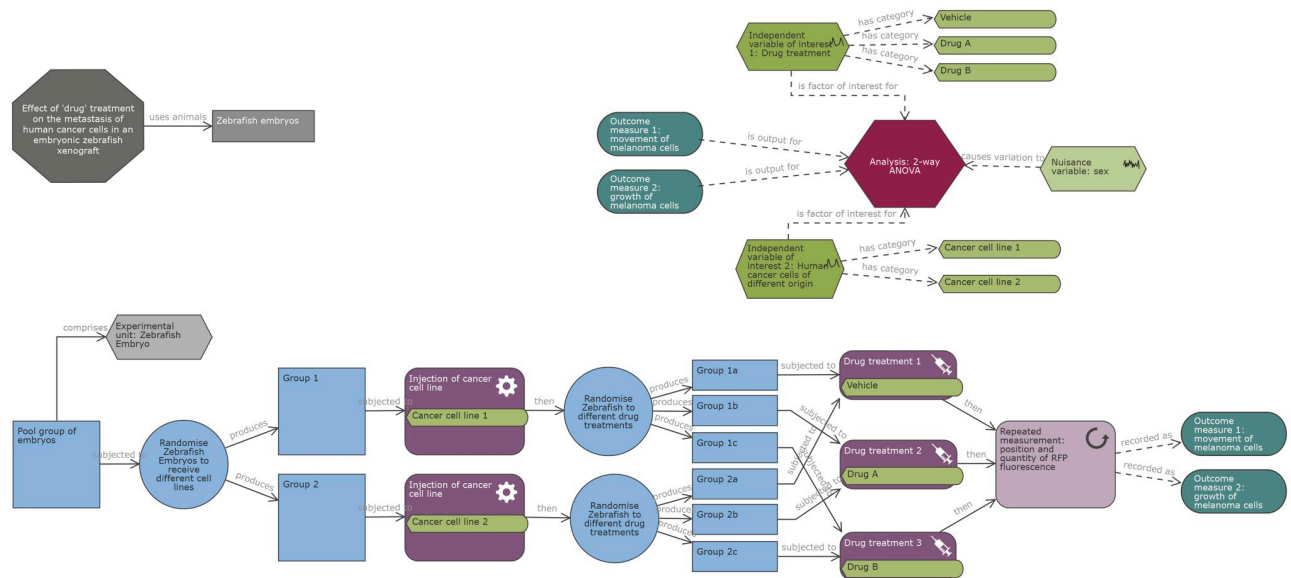 Effect of 'drug' treatment
on the metastasis of
human cancer cells in an
embryonic zebrafish
xenograft
uses animals
Zebrafish embryos
Independent
variable of interest
1: Drug treatment
has category
Vehicle
has category
Drug A
has category
Drug B
is factor of interest for
Outcome
measure 1:
movement of
melanoma cells
is output for
Outcome
measure 2:
growth of
melanoma cells
is output for
Analysis: 2-way
ANOVA
causes variation to
Nuisance
variable: sex
is factor of interest for
Independent
variable of
interest 2: Human
cancer cells of
different origin
has category
Cancer cell line 1
has category
Cancer cell line 2
comprises
Experimental
unit: Zebrafish
Embryo
Pool group of
embryos
subjected to
Randomise
Zebrafish
Embryos to
receive
different cell
lines
produces
produces
Group 1
subjected to
Injection of cancer
cell line
Cancer cell line 1
then
Randomise
Zebrafish to
different drug
treatments
produces
produces
produces
Group 2
subjected to
Injection of cancer
cell line
Cancer cell line 2
then
Randomise
Zebrafish to
different drug
treatments
produces
produces
produces
Group 1a
Group 1b
Group 1c
Group 2a
Group 2b
Group 2c
subjected to
subjected to
subjected to
subjected to
subjected to
subjected to
Drug treatment 1
Vehicle
Drug treatment 2
Drug A
Drug treatment 3
Drug B
then
then
then
Repeated
measurement:
position and
quantity of RFP
fluorescence
recorded as
recorded as
Outcome
measure 1:
movement of
melanoma cells
Outcome
measure 2:
growth of
melanoma cells